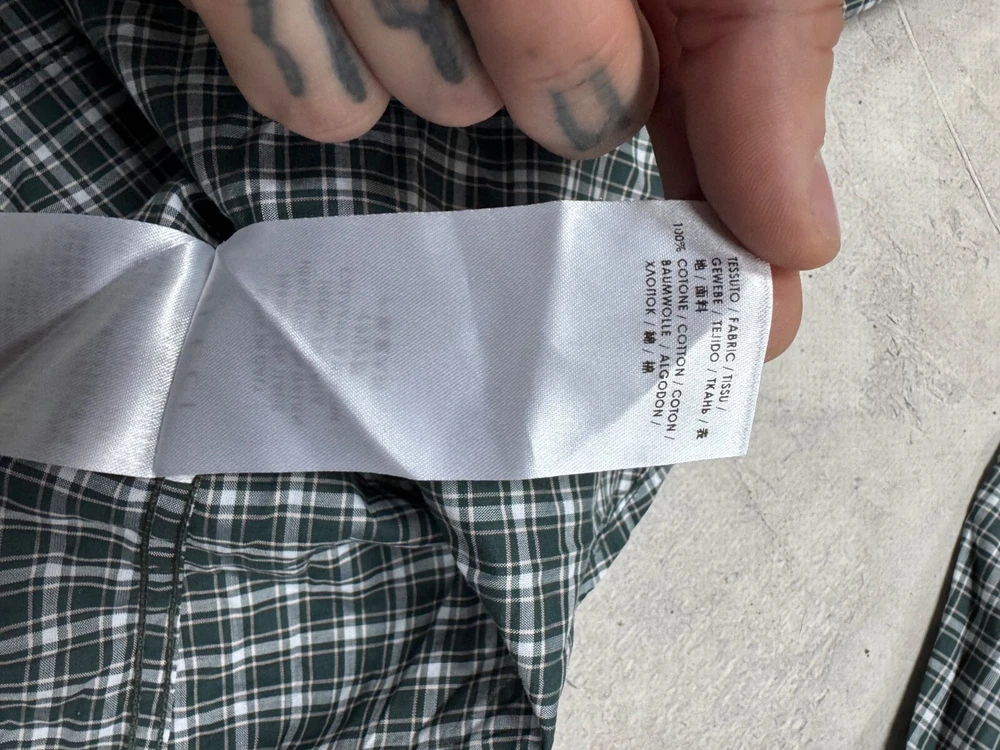 TESSUTO / FABRIC / TISSU /
GEWEBE / TEJIDO / ТКАНЬ / 表
地 / 面料
100% COTONE / COTTON / COTON /
BAUMWOLLE / ALGODON /
ХЛОПОК / 綿 / 棉